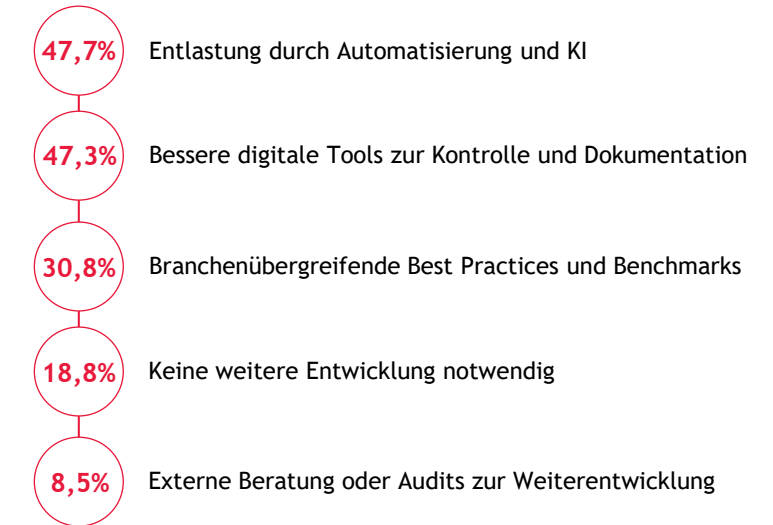 47,7% Entlastung durch Automatisierung und KI
47,3% Bessere digitale Tools zur Kontrolle und Dokumentation
30,8% Branchenübergreifende Best Practices und Benchmarks
18,8% Keine weitere Entwicklung notwendig
8,5% Externe Beratung oder Audits zur Weiterentwicklung